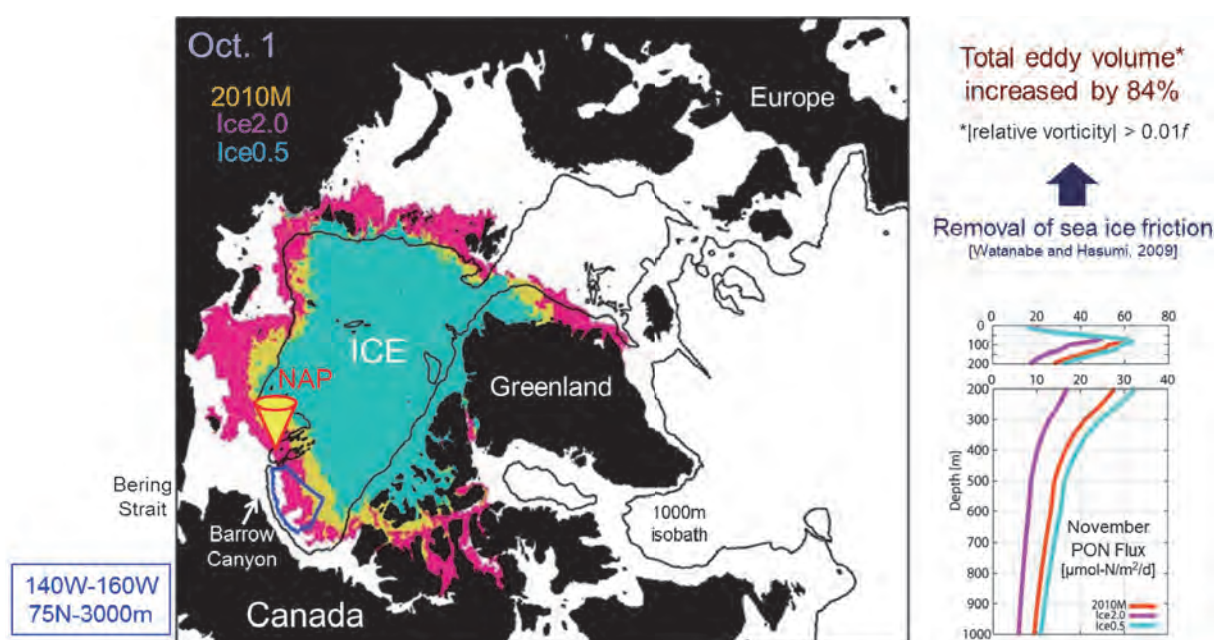 Oct. 1
2010M
Ice2.0
Ice0.5
Europe
ICE
NAP
Greenland
Bering
Strait
Barrow
Canyon
1000m
isobath
Canada
140W-160W
75N-3000m
Total eddy volume*
increased by 84%
*|relative vorticity| > 0.01f
Removal of sea ice friction
[Watanabe and Hasumi, 2009]
0 20 40 60 80
0
100
200
0 10 20 30 40
200
300
400
500
600
700
800
900
1000
Depth [m]
November
PON Flux
[μmol-N/m²/d]
2010M
Ice2.0
Ice0.5